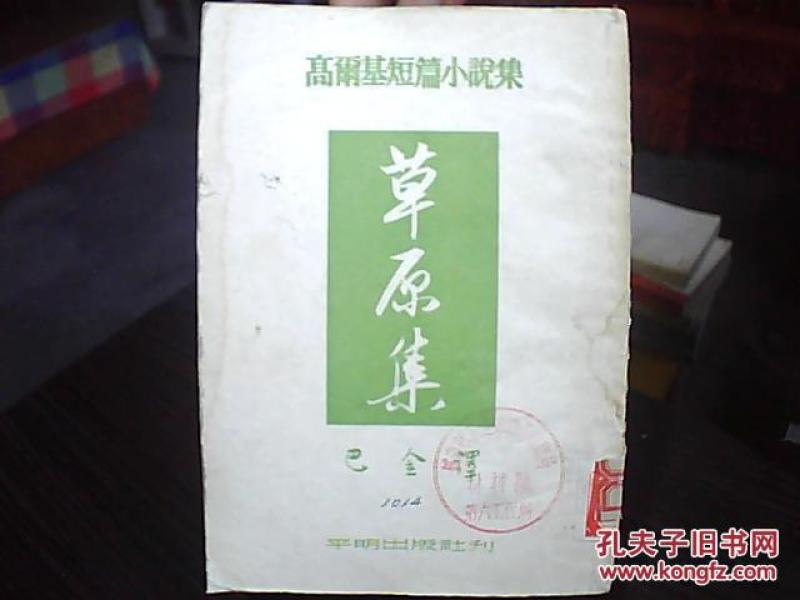 高爾基短篇小說集
草原集
巴金譯
1014
平明出版社刊
孔夫子旧书网
www.kongfz.com